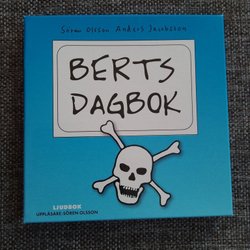 Sören Olsson Anders Jacobsson
BERTS
DAGBOK
LJUDBOK
UPPLÄSARE: SÖREN OLSSON